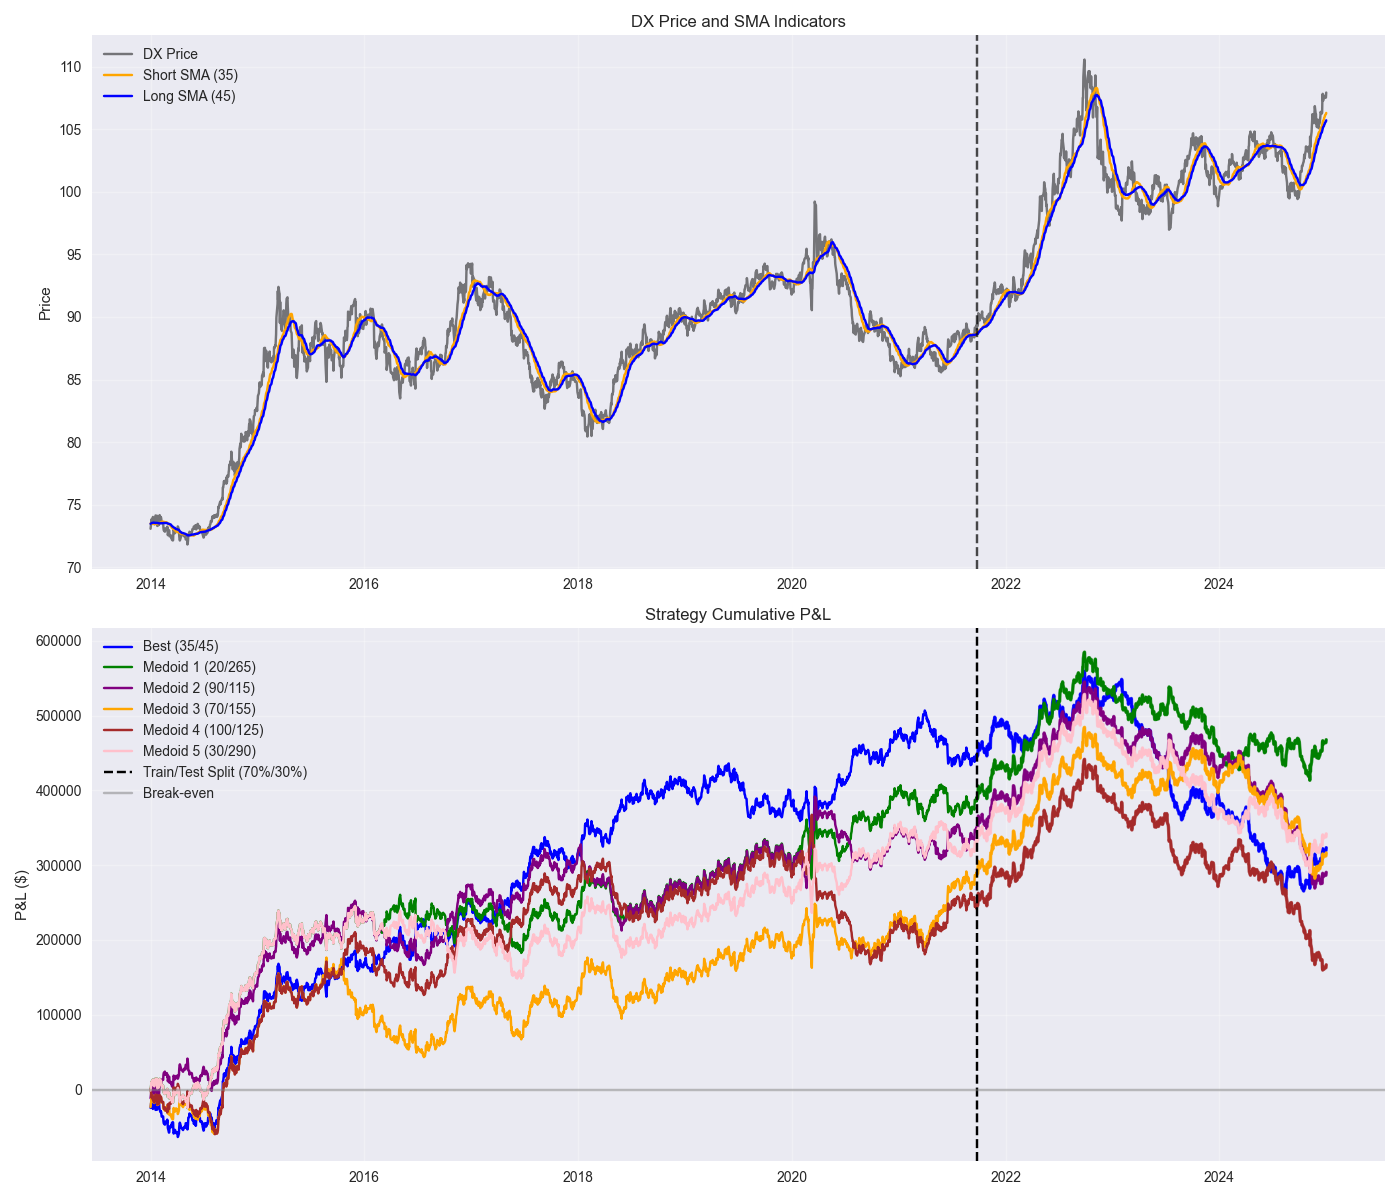 DX Price and SMA Indicators
DX Price
Short SMA (35)
Long SMA (45)
Price
110
105
100
95
90
85
80
75
70
2014
2016
2018
2020
2022
2024
Strategy Cumulative P&L
Best (35/45)
Medoid 1 (20/265)
Medoid 2 (90/115)
Medoid 3 (70/155)
Medoid 4 (100/125)
Medoid 5 (30/290)
Train/Test Split (70%/30%)
Break-even
P&L ($)
600000
500000
400000
300000
200000
100000
0
2014
2016
2018
2020
2022
2024